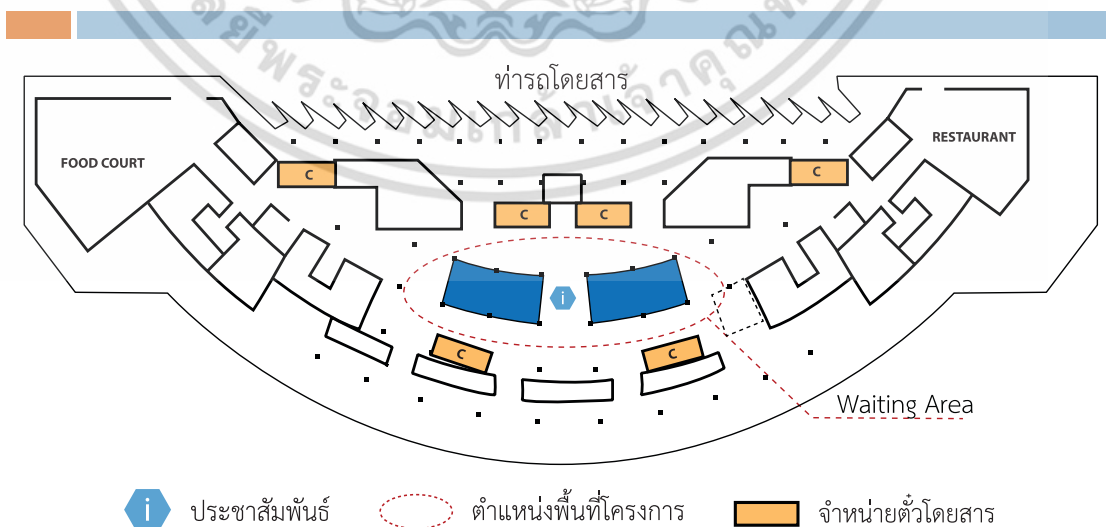 ท่ารถโดยสาร
FOOD COURT
RESTAURANT
C
C
C
C
i
C
C
Waiting Area
i ประชาสัมพันธ์
ตำแหน่งพื้นที่โครงการ
จำหน่ายตั๋วโดยสาร